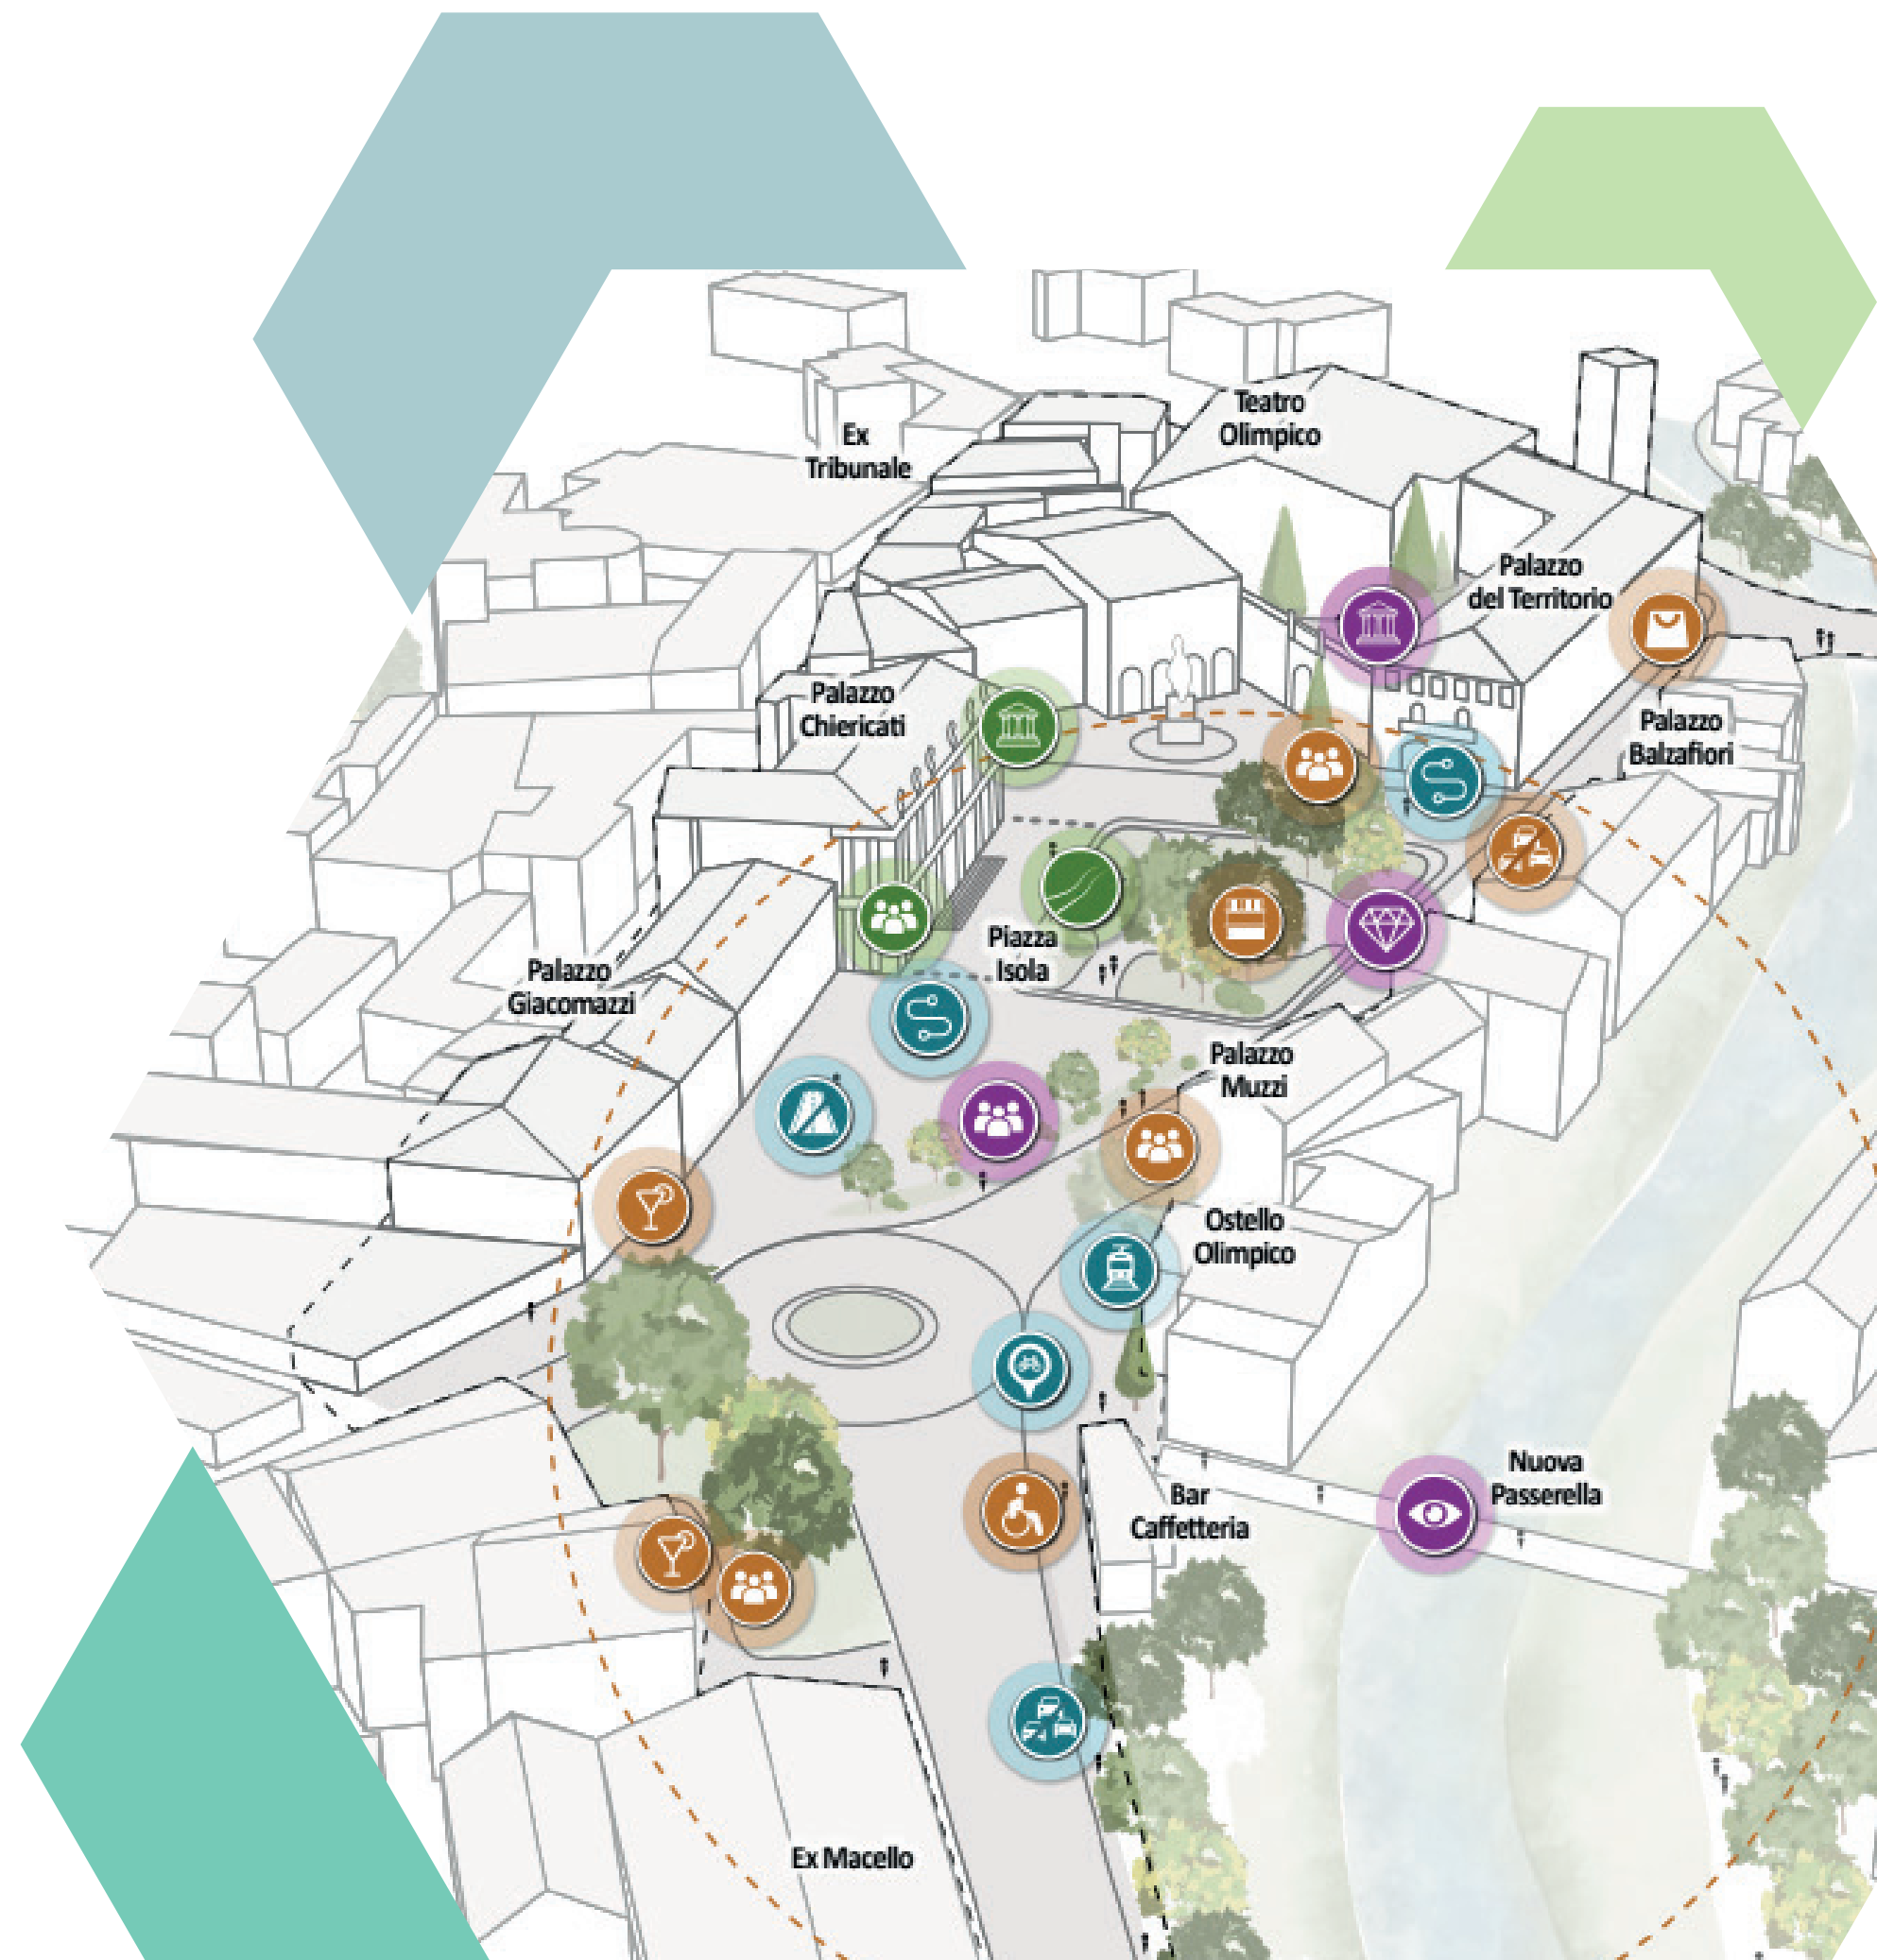 Teatro
Olimpico
Ex
Tribunale
Palazzo
del Territorio
Palazzo
Chiericati
Palazzo
Balzafiori
Piazza
Isola
Palazzo
Giacomazzi
Palazzo
Muzzi
Ostello
Olimpico
Nuova
Passerella
Bar
Caffetteria
Ex Macello